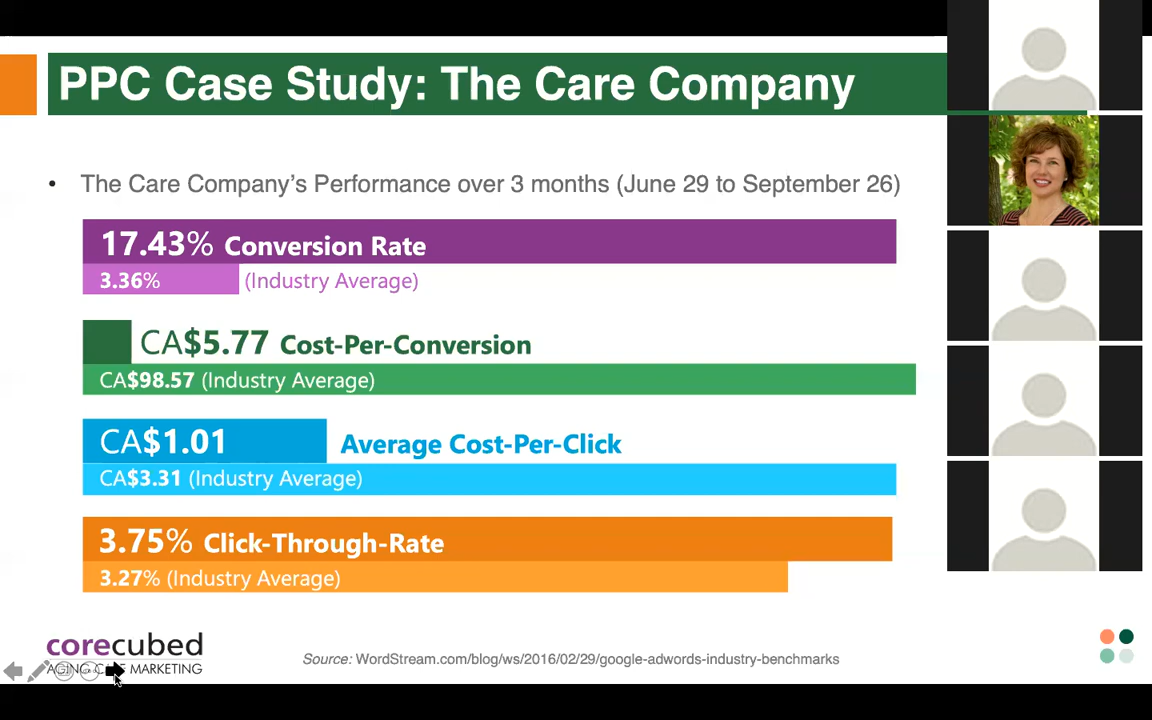 PPC Case Study: The Care Company
• The Care Company's Performance over 3 months (June 29 to September 26)
17.43% Conversion Rate
3.36% (Industry Average)
CA$5.77 Cost-Per-Conversion
CA$98.57 (Industry Average)
CA$1.01 Average Cost-Per-Click
CA$3.31 (Industry Average)
3.75% Click-Through-Rate
3.27% (Industry Average)
corecubed
AGING CARE MARKETING
Source: WordStream.com/blog/ws/2016/02/29/google-adwords-industry-benchmarks